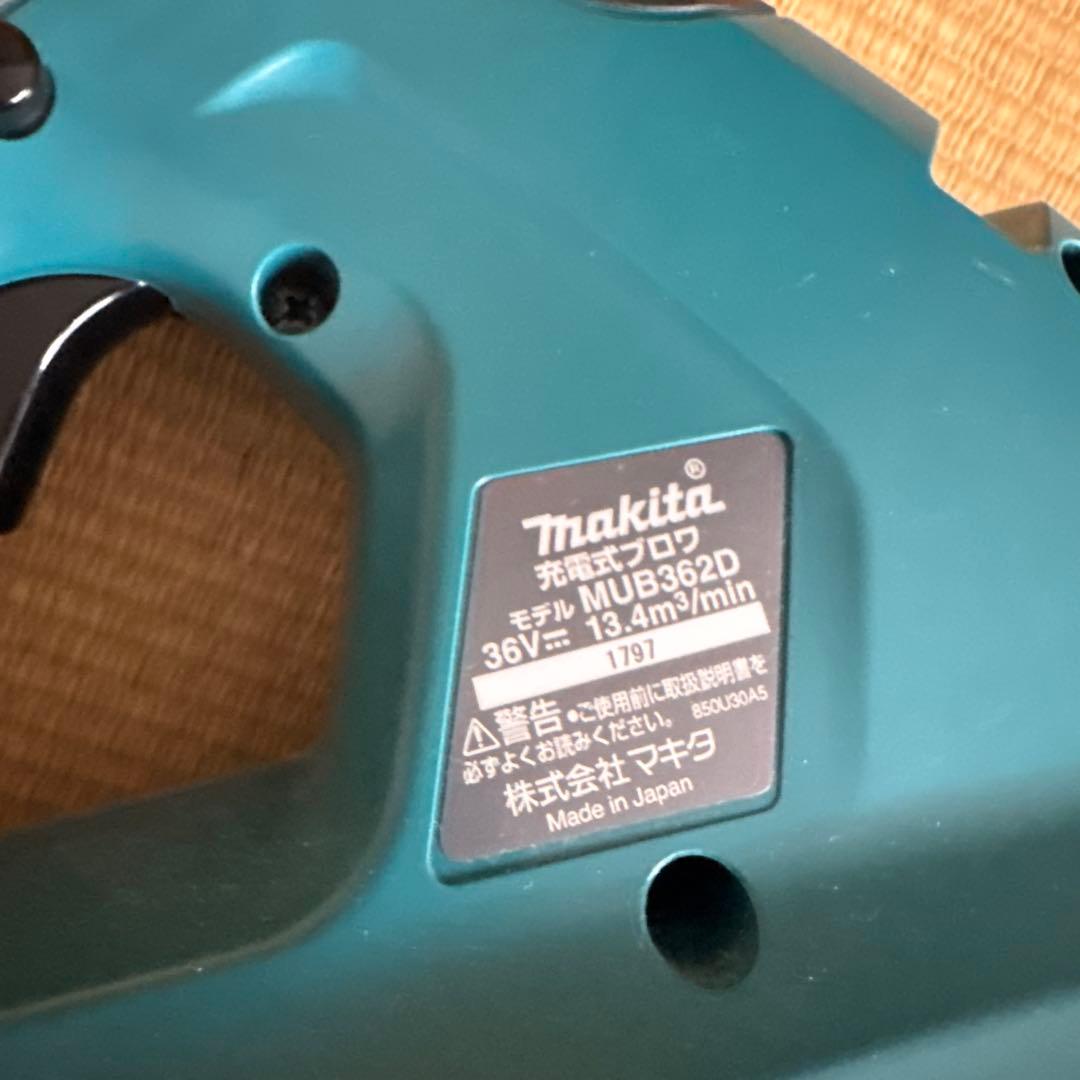 makita®
充電式ブロワ
モデル MUB362D
36V⎓ 13.4m³/min
1797
⚠警告 •ご使用前に取扱説明書を
必ずよくお読みください。 850U30A5
株式会社マキタ
Made in Japan